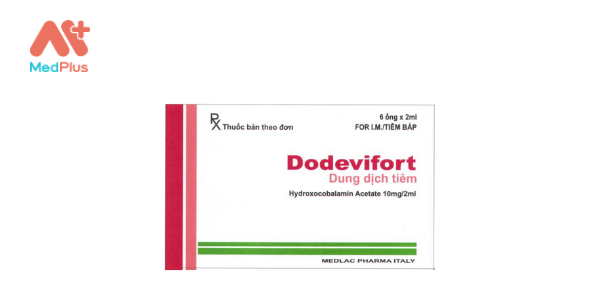 MedPlus
Rx Thuốc bán theo đơn
6 ống x 2ml
FOR I.M./TIÊM BẮP
Dodevifort
Dung dịch tiêm
Hydroxocobalamin Acetate 10mg/2ml
MEDLAC PHARMA ITALY